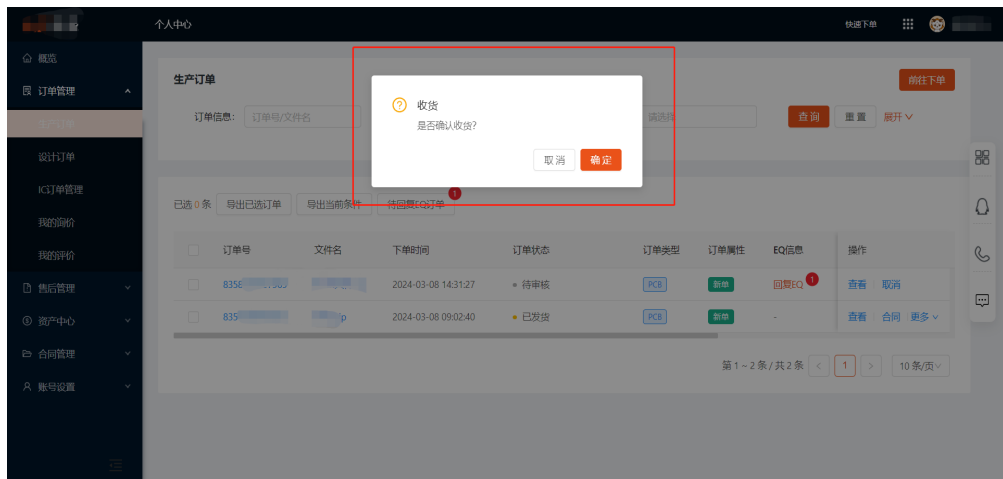 个人中心
快速下单
概览
订单管理
生产订单
设计订单
IC订单管理
我的询价
我的评价
售后管理
资产中心
合同管理
账号设置
生产订单
前往下单
订单信息: 订单号/文件名 请选择 查询 重置 展开
收货
是否确认收货?
取消 确定
已选 0 条 导出已选订单 导出当前条件 待回复EQ订单 1
订单号 文件名 下单时间 订单状态 订单类型 订单属性 EQ信息 操作
2024-03-08 14:31:27 待审核 PCB 新单 回复EQ 1 查看 取消
835 p 2024-03-08 09:02:40 已发货 PCB 新单 - 查看 合同 更多
第 1 ~ 2 条 / 共 2 条 < 1 > 10 条/页